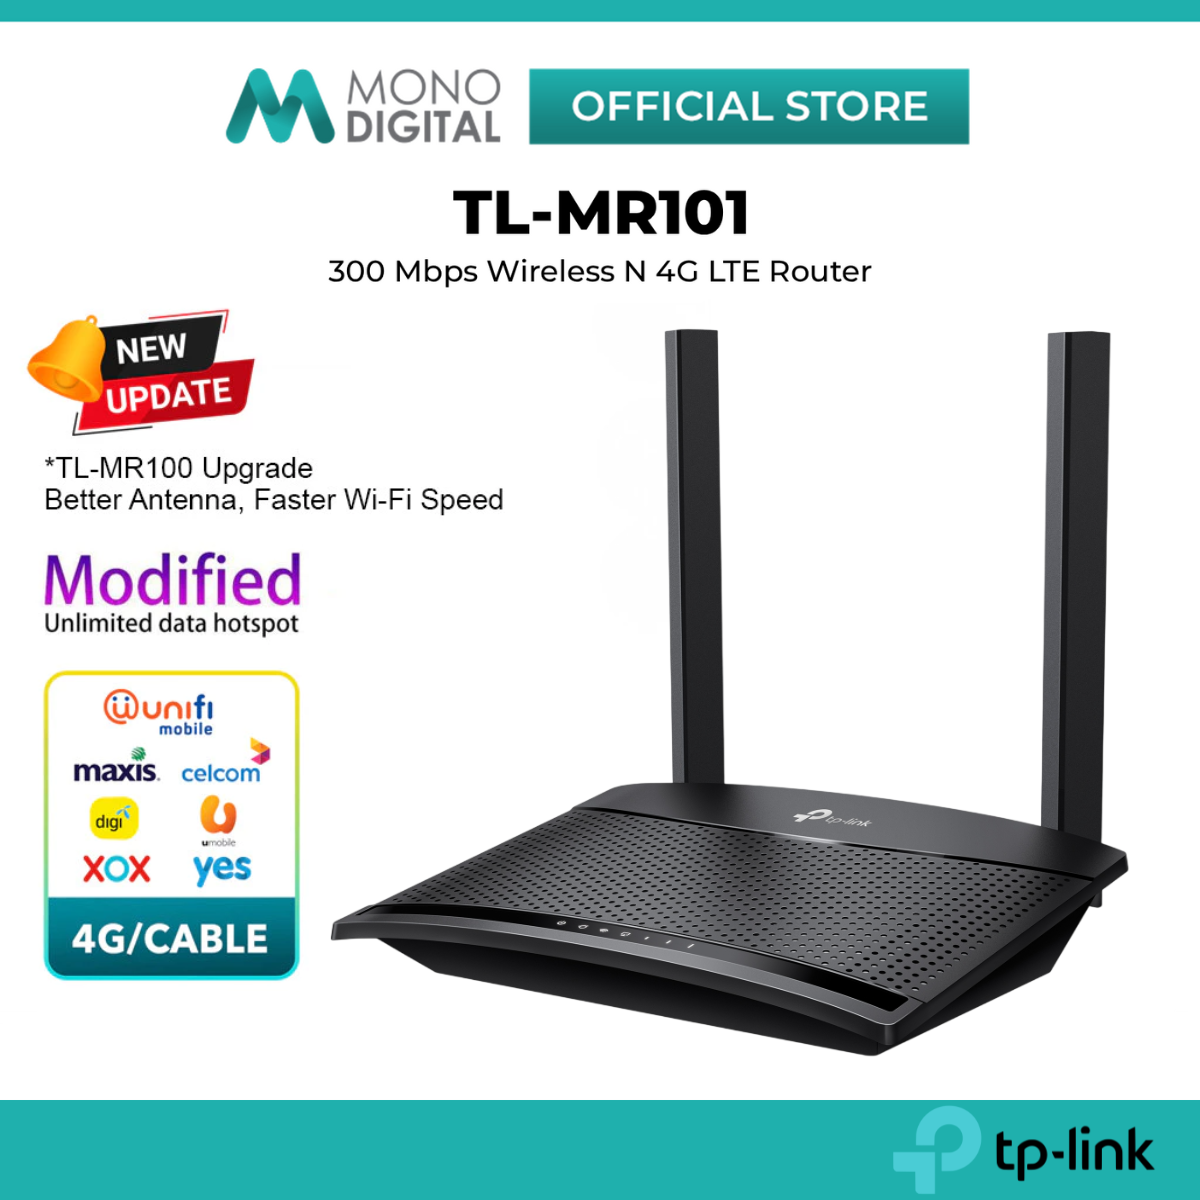 MONO
DIGITAL
OFFICIAL STORE
TL-MR101
300 Mbps Wireless N 4G LTE Router
NEW
UPDATE
*TL-MR100 Upgrade
Better Antenna, Faster Wi-Fi Speed
Modified
Unlimited data hotspot
unifi
mobile
maxis
celcom
digi
umobile
XOX
yes
4G/CABLE
tp-link
tp-link